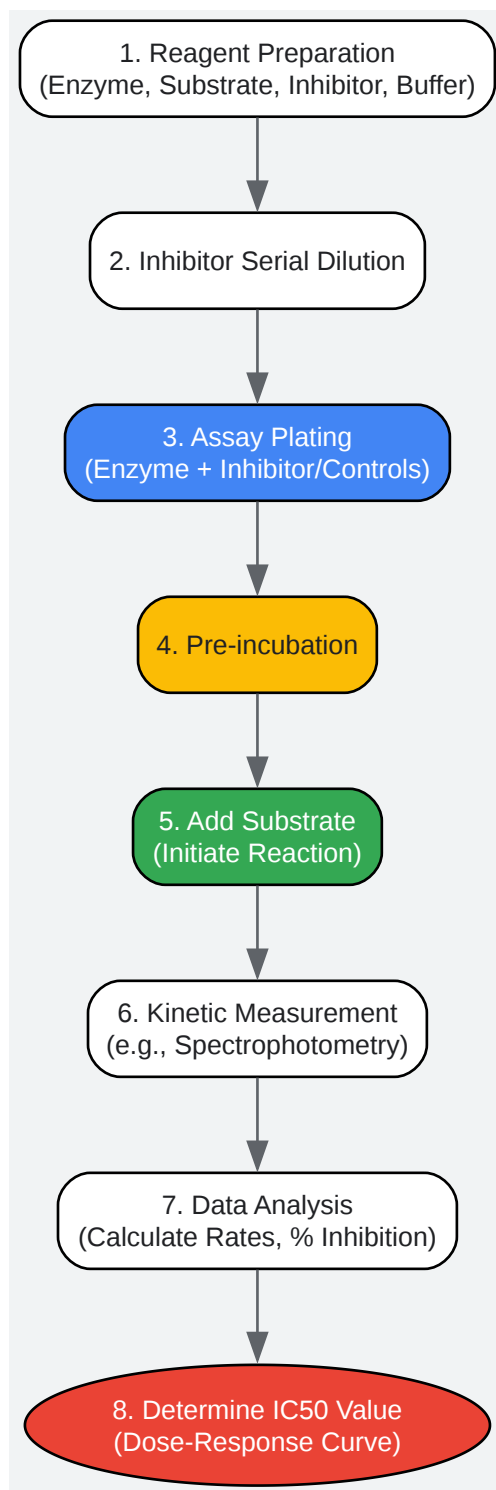 1. Reagent Preparation
(Enzyme, Substrate, Inhibitor, Buffer)
2. Inhibitor Serial Dilution
3. Assay Plating
(Enzyme + Inhibitor/Controls)
4. Pre-incubation
5. Add Substrate
(Initiate Reaction)
6. Kinetic Measurement
(e.g., Spectrophotometry)
7. Data Analysis
(Calculate Rates, % Inhibition)
8. Determine IC50 Value
(Dose-Response Curve)